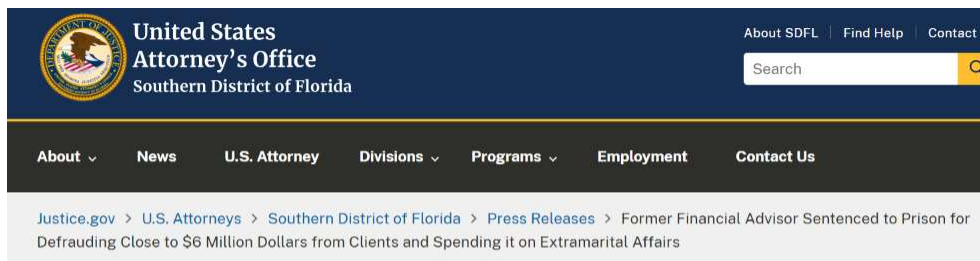 United States
Attorney's Office
Southern District of Florida
About SDFL Find Help Contact
Search
About News U.S. Attorney Divisions Programs Employment Contact Us
Justice.gov > U.S. Attorneys > Southern District of Florida > Press Releases > Former Financial Advisor Sentenced to Prison for
Defrauding Close to $6 Million Dollars from Clients and Spending it on Extramarital Affairs